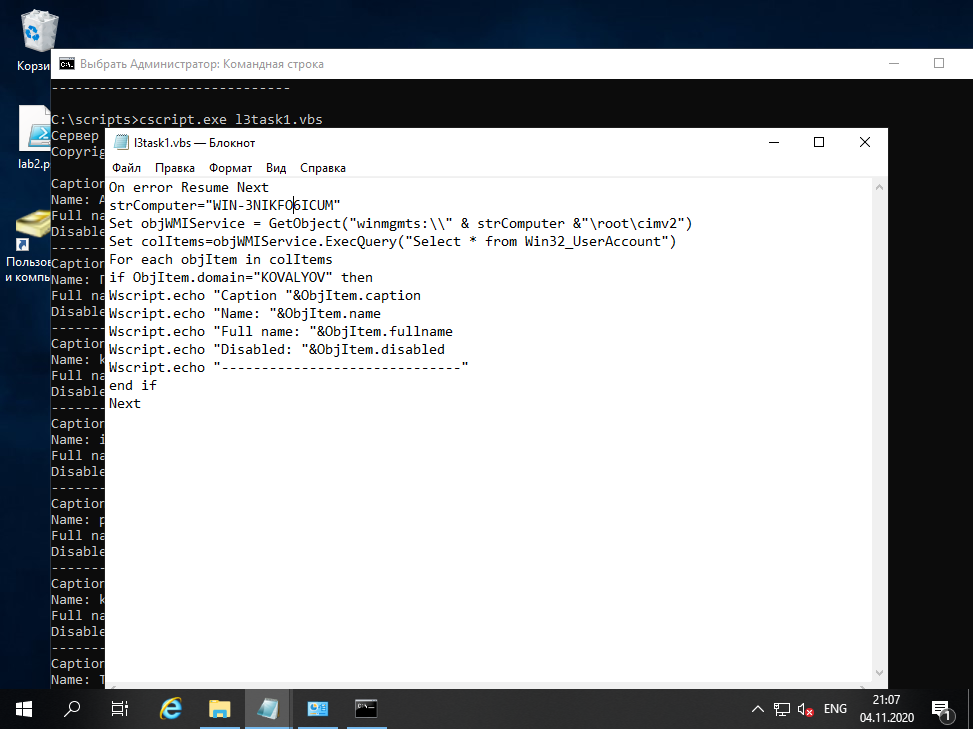 Корзи
Выбрать Администратор: Командная строка
------------------------------
C:\scripts>cscript.exe l3task1.vbs
Сервер
Copyrig
lab2.p
Caption
Name:
Full na
Disable
-------
Пользов
и компь
Caption
Name:
Full na
Disable
-------
Caption
Name: k
Full na
Disable
-------
Caption
Name: i
Full na
Disable
-------
Caption
Name: p
Full na
Disable
-------
Caption
Name: k
Full na
Disable
-------
Caption
Name:
l3task1.vbs — Блокнот
Файл Правка Формат Вид Справка
On error Resume Next
strComputer="WIN-3NIKFO6ICUM"
Set objWMIService = GetObject("winmgmts:\\" & strComputer &"\root\cimv2")
Set colItems=objWMIService.ExecQuery("Select * from Win32_UserAccount")
For each objItem in colItems
if ObjItem.domain="KOVALYOV" then
Wscript.echo "Caption "&ObjItem.caption
Wscript.echo "Name: "&ObjItem.name
Wscript.echo "Full name: "&ObjItem.fullname
Wscript.echo "Disabled: "&ObjItem.disabled
Wscript.echo "------------------------------"
end if
Next
ENG
21:07
04.11.2020
1